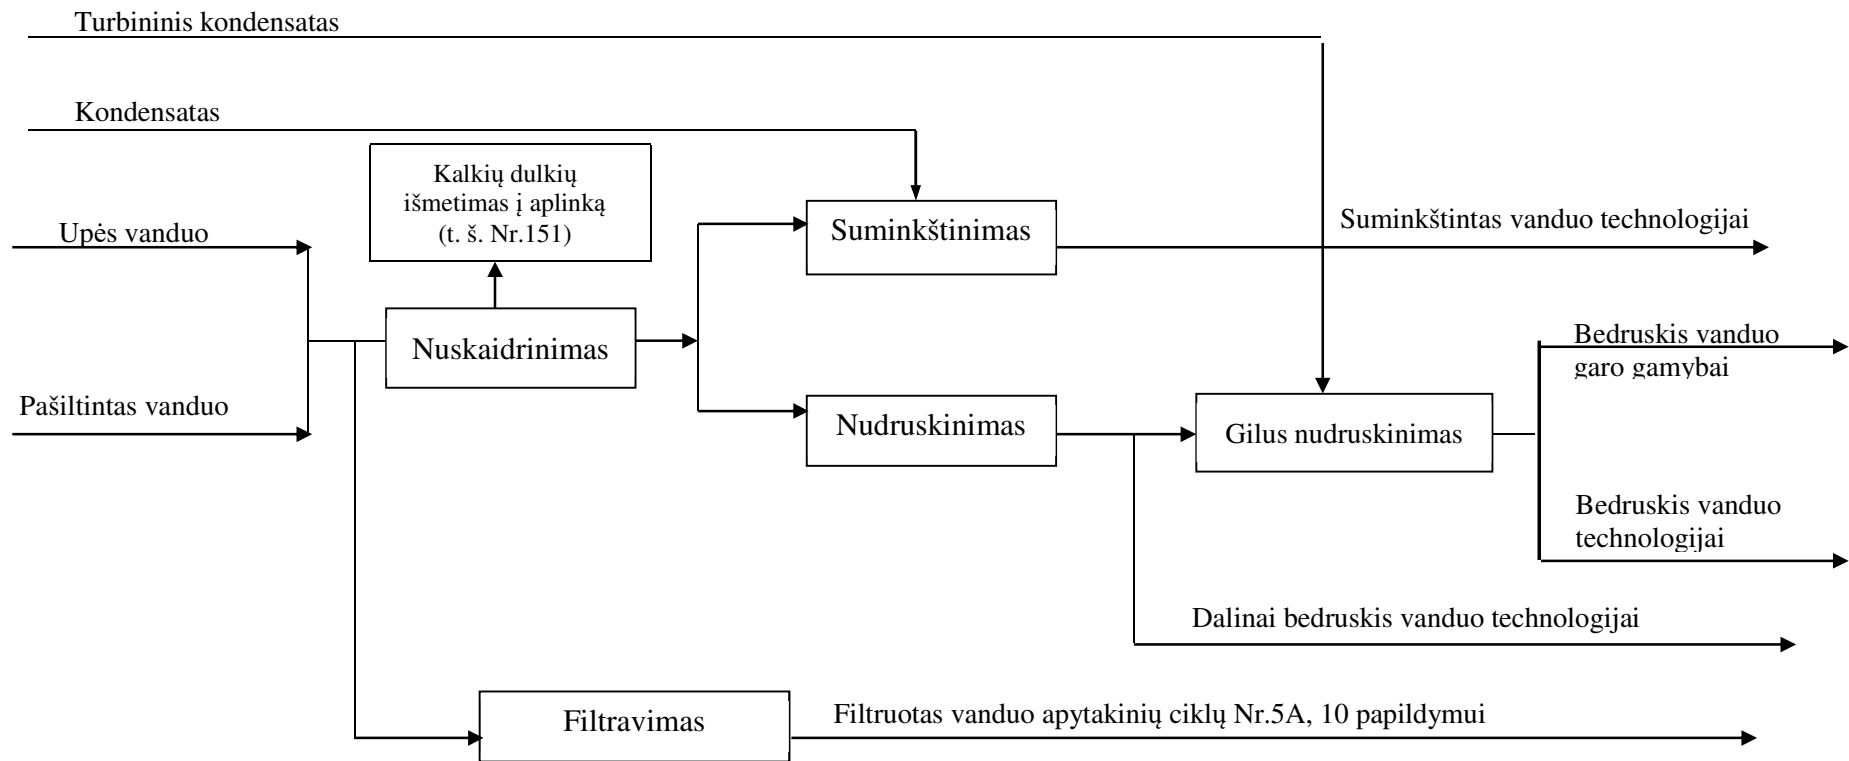 Turbininis kondensatas
Kondensatas
Kalkių dulkių
išmetimas į aplinką
(t. š. Nr.151)
Upės vanduo
Suminkštinimas
Suminkštintas vanduo technologijai
Nuskaidrinimas
Bedruskis vanduo
garo gamybai
Pašiltintas vanduo
Nudruskinimas
Gilus nudruskinimas
Bedruskis vanduo
technologijai
Dalinai bedruskis vanduo technologijai
Filtravimas
Filtruotas vanduo apytakinių ciklų Nr.5A, 10 papildymui